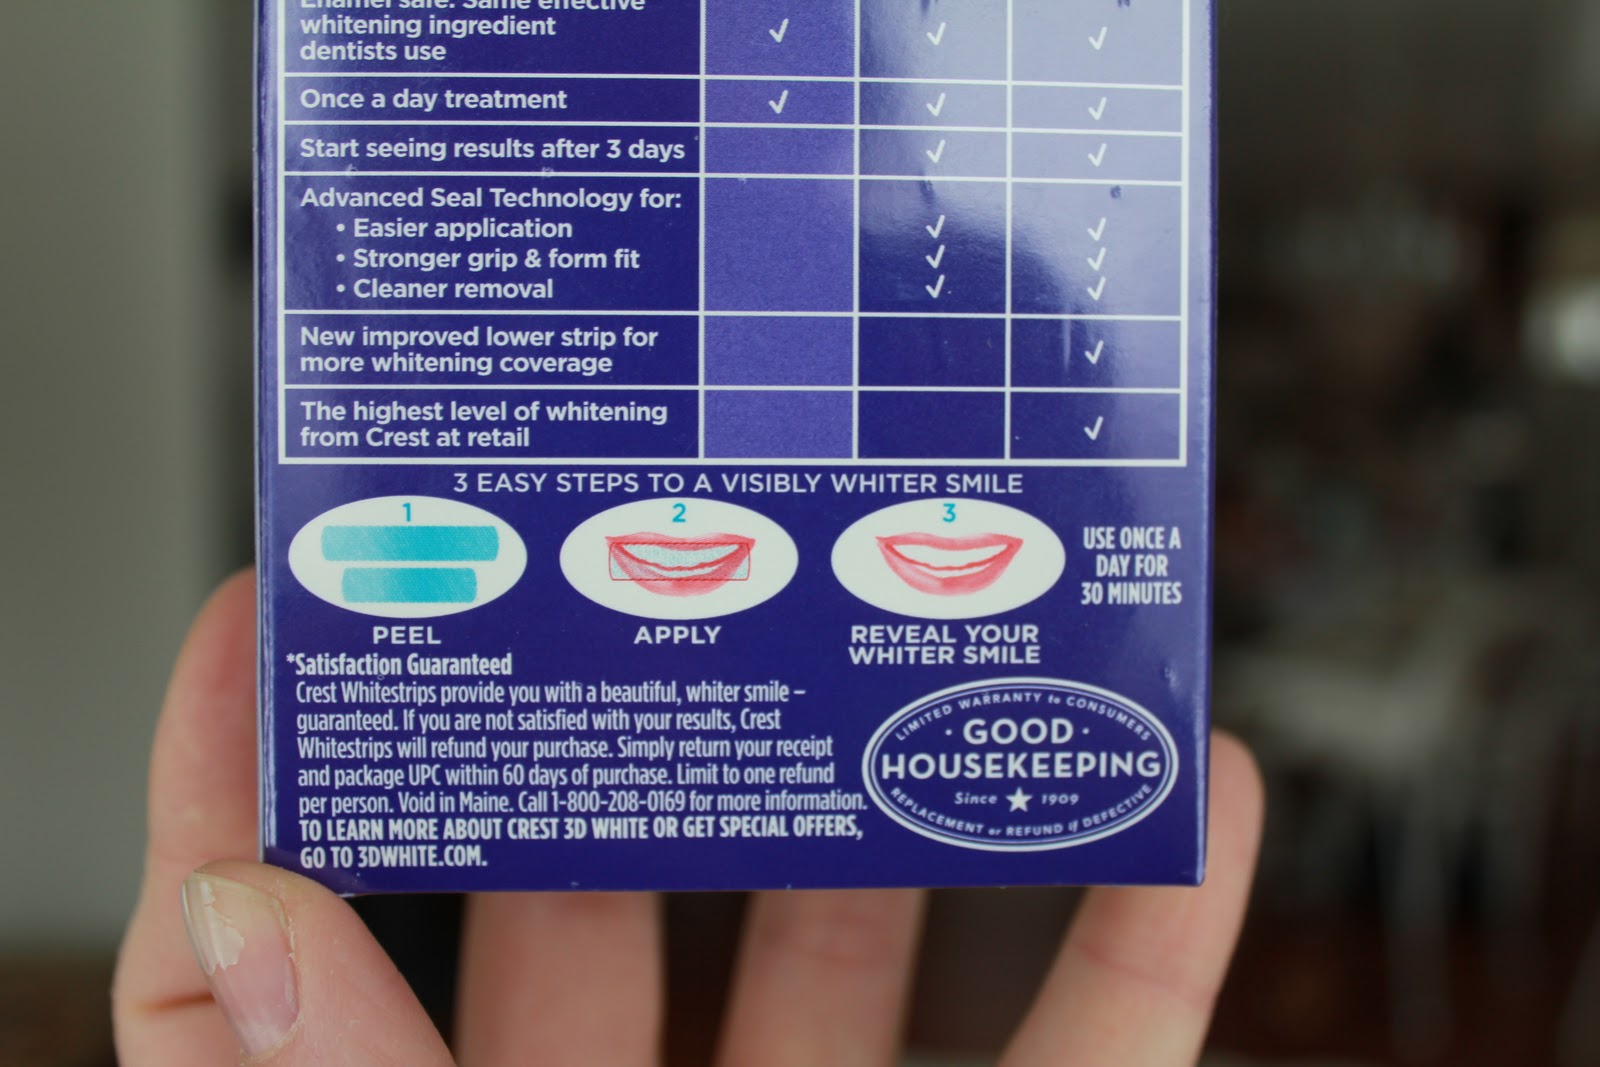 Enamel safe. Same effective
whitening ingredient
dentists use
Once a day treatment
Start seeing results after 3 days
Advanced Seal Technology for:
• Easier application
• Stronger grip & form fit
• Cleaner removal
New improved lower strip for
more whitening coverage
The highest level of whitening
from Crest at retail
3 EASY STEPS TO A VISIBLY WHITER SMILE
1
2
3
PEEL
APPLY
REVEAL YOUR
WHITER SMILE
USE ONCE A
DAY FOR
30 MINUTES
*Satisfaction Guaranteed
Crest Whitestrips provide you with a beautiful, whiter smile –
guaranteed. If you are not satisfied with your results, Crest
Whitestrips will refund your purchase. Simply return your receipt
and package UPC within 60 days of purchase. Limit to one refund
per person. Void in Maine. Call 1-800-208-0169 for more information.
TO LEARN MORE ABOUT CREST 3D WHITE OR GET SPECIAL OFFERS,
GO TO 3DWHITE.COM.
LIMITED WARRANTY to CONSUMERS
· GOOD ·
HOUSEKEEPING
Since ★ 1909
REPLACEMENT or REFUND if DEFECTIVE